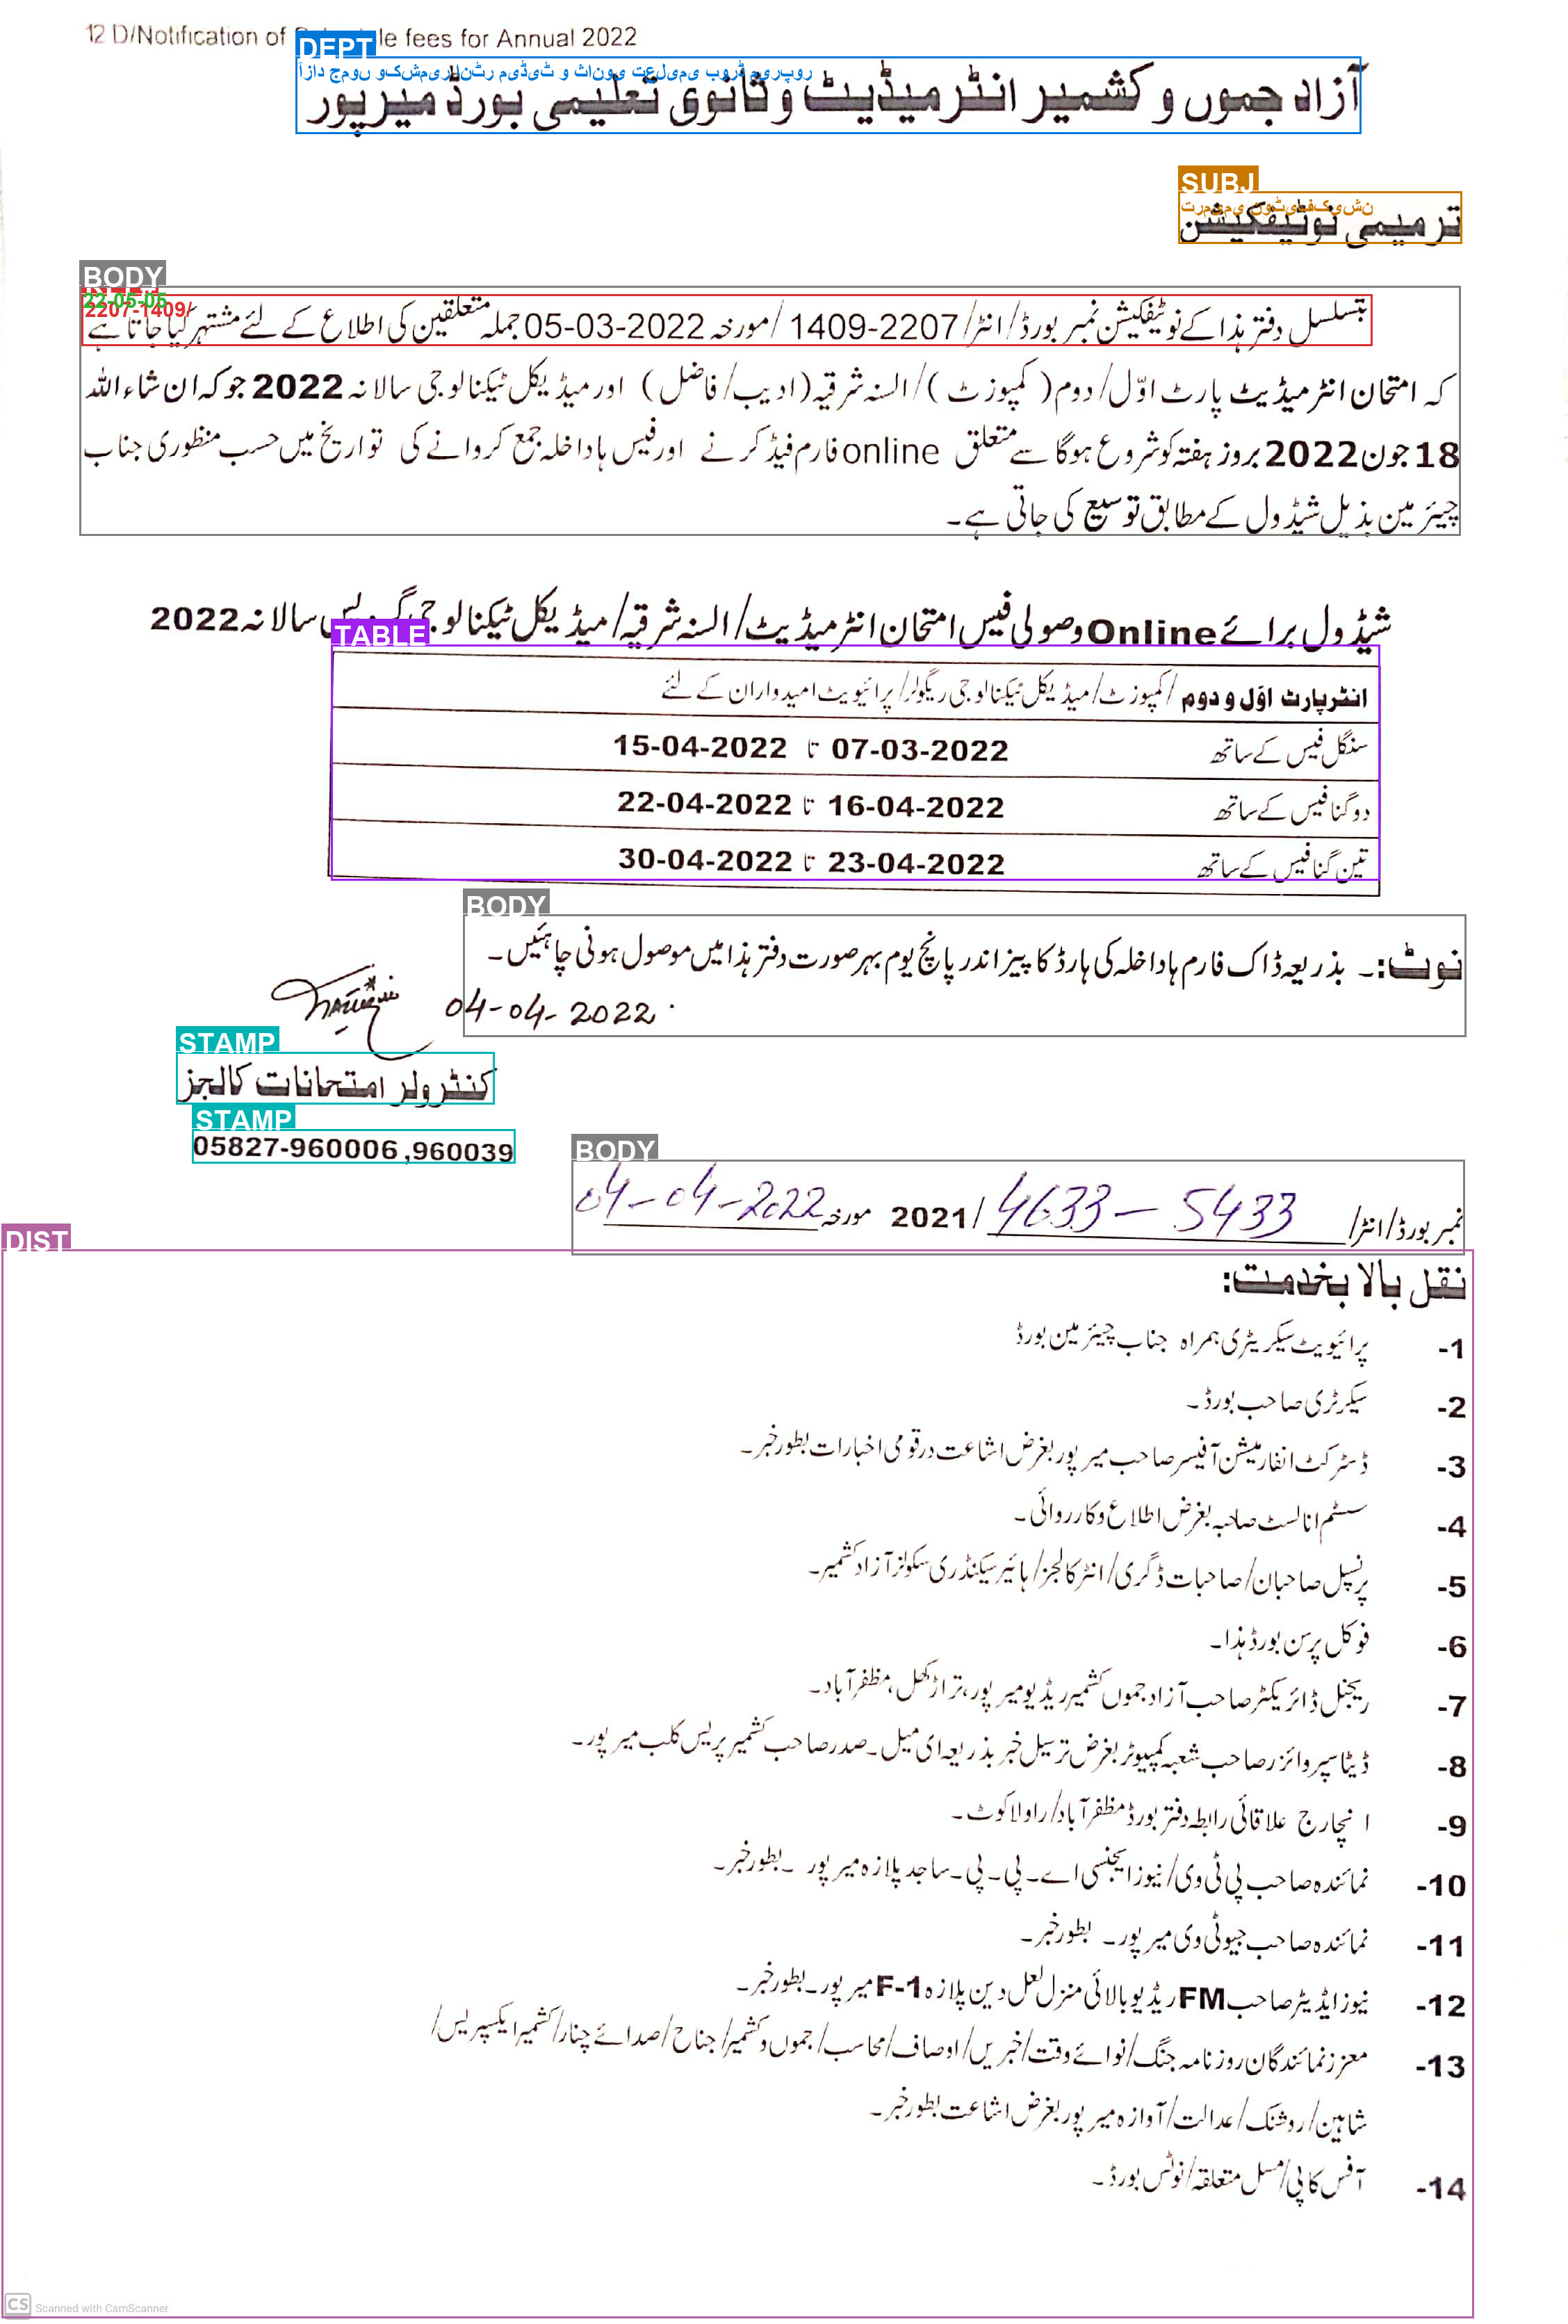 12 D/Notification of Schedule fees for Annual 2022
DEPT
آزاد جموں و کشمیر انٹرمیڈیٹ و ثانوی تعلیمی بورڈ میرپور
SUBJ
ترمیمی نوٹیفکیشن
BODY
22-05-05
2207-1409/
بتسلسل دفتر ہذا کے نوٹیفکیشن نمبر بورڈ/انٹر/1409-2207 /مورخہ 05-03-2022 جملہ متعلقین کی اطلاع کے لئے مشتہر کیا جاتا ہے
کہ امتحان انٹرمیڈیٹ پارٹ اوّل/دوم (کمپوزٹ)/السنہ شرقیہ (ادیب/فاضل) اور میڈیکل ٹیکنالوجی سالانہ 2022 جو کہ ان شاء اللہ
18 جون 2022 بروز ہفتہ کو شروع ہوگا سے متعلق online فارم فیڈ کرنے اور فیس ہا داخلہ جمع کروانے کی تواریخ میں حسب منظوری جناب
چیئرمین بذیل شیڈول کے مطابق توسیع کی جاتی ہے۔
شیڈول برائے Online وصولی فیس امتحان انٹرمیڈیٹ/السنہ شرقیہ/میڈیکل ٹیکنالوجی سالانہ 2022
TABLE
انٹر پارٹ اوّل و دوم /کمپوزٹ/میڈیکل ٹیکنالوجی ریگولر/پرائیویٹ امیدواران کے لئے
سنگل فیس کے ساتھ 07-03-2022 تا 15-04-2022
دوگنا فیس کے ساتھ 16-04-2022 تا 22-04-2022
تین گنا فیس کے ساتھ 23-04-2022 تا 30-04-2022
BODY
نوٹ:۔ بذریعہ ڈاک فارم ہا داخلہ کی ہارڈ کاپیز اندر پانچ یوم بہر صورت دفتر ہذا میں موصول ہونی چاہئیں۔
04-04-2022
STAMP
کنٹرولر امتحانات کالجز
STAMP
05827-960006,960039
BODY
نمبر بورڈ/انٹر/ 4633-5433 /2021 مورخہ 04-04-2022
DIST
نقل بالا بخدمت:
1- پرائیویٹ سیکریٹری ہمراہ جناب چیئرمین بورڈ
2- سیکرٹری صاحب بورڈ۔
3- ڈسٹرکٹ انفارمیشن آفیسر صاحب میرپور بغرض اشاعت در قومی اخبارات بطور خبر۔
4- سسٹم انالسٹ صاحبہ بغرض اطلاع و کارروائی۔
5- پرنسپل صاحبان/صاحبات ڈگری/انٹر کالجز/ہائیر سیکنڈری سکولز آزاد کشمیر۔
6- فوکل پرسن بورڈ ہذا۔
7- ریجنل ڈائریکٹر صاحب آزاد جموں کشمیر ریڈیو میرپور، تراڑکھل، مظفرآباد۔
8- ڈیٹا سپروائزر صاحب شعبہ کمپیوٹر بغرض ترسیل خبر بذریعہ ای میل۔ صدر صاحب کشمیر پریس کلب میرپور۔
9- انچارج علاقائی رابطہ دفتر بورڈ مظفرآباد/راولاکوٹ۔
10- نمائندہ صاحب پی ٹی وی/نیوز ایجنسی اے۔پی۔پی۔ ساجد پلازہ میرپور ۔بطور خبر۔
11- نمائندہ صاحب جیو ٹی وی میرپور۔ بطور خبر۔
12- نیوز ایڈیٹر صاحب FM ریڈیو بالائی منزل لعل دین پلازہ F-1 میرپور۔ بطور خبر۔
13- معزز نمائندگان روزنامہ جنگ/نوائے وقت/خبریں/اوصاف/محاسب/جموں و کشمیر/جناح/صدائے چنار/کشمیر ایکسپریس/
شاہین/روشنک/عدالت/آوازہ میرپور بغرض اشاعت بطور خبر۔
14- آفس کاپی/مسل متعلقہ/نوٹس بورڈ۔
CS Scanned with CamScanner